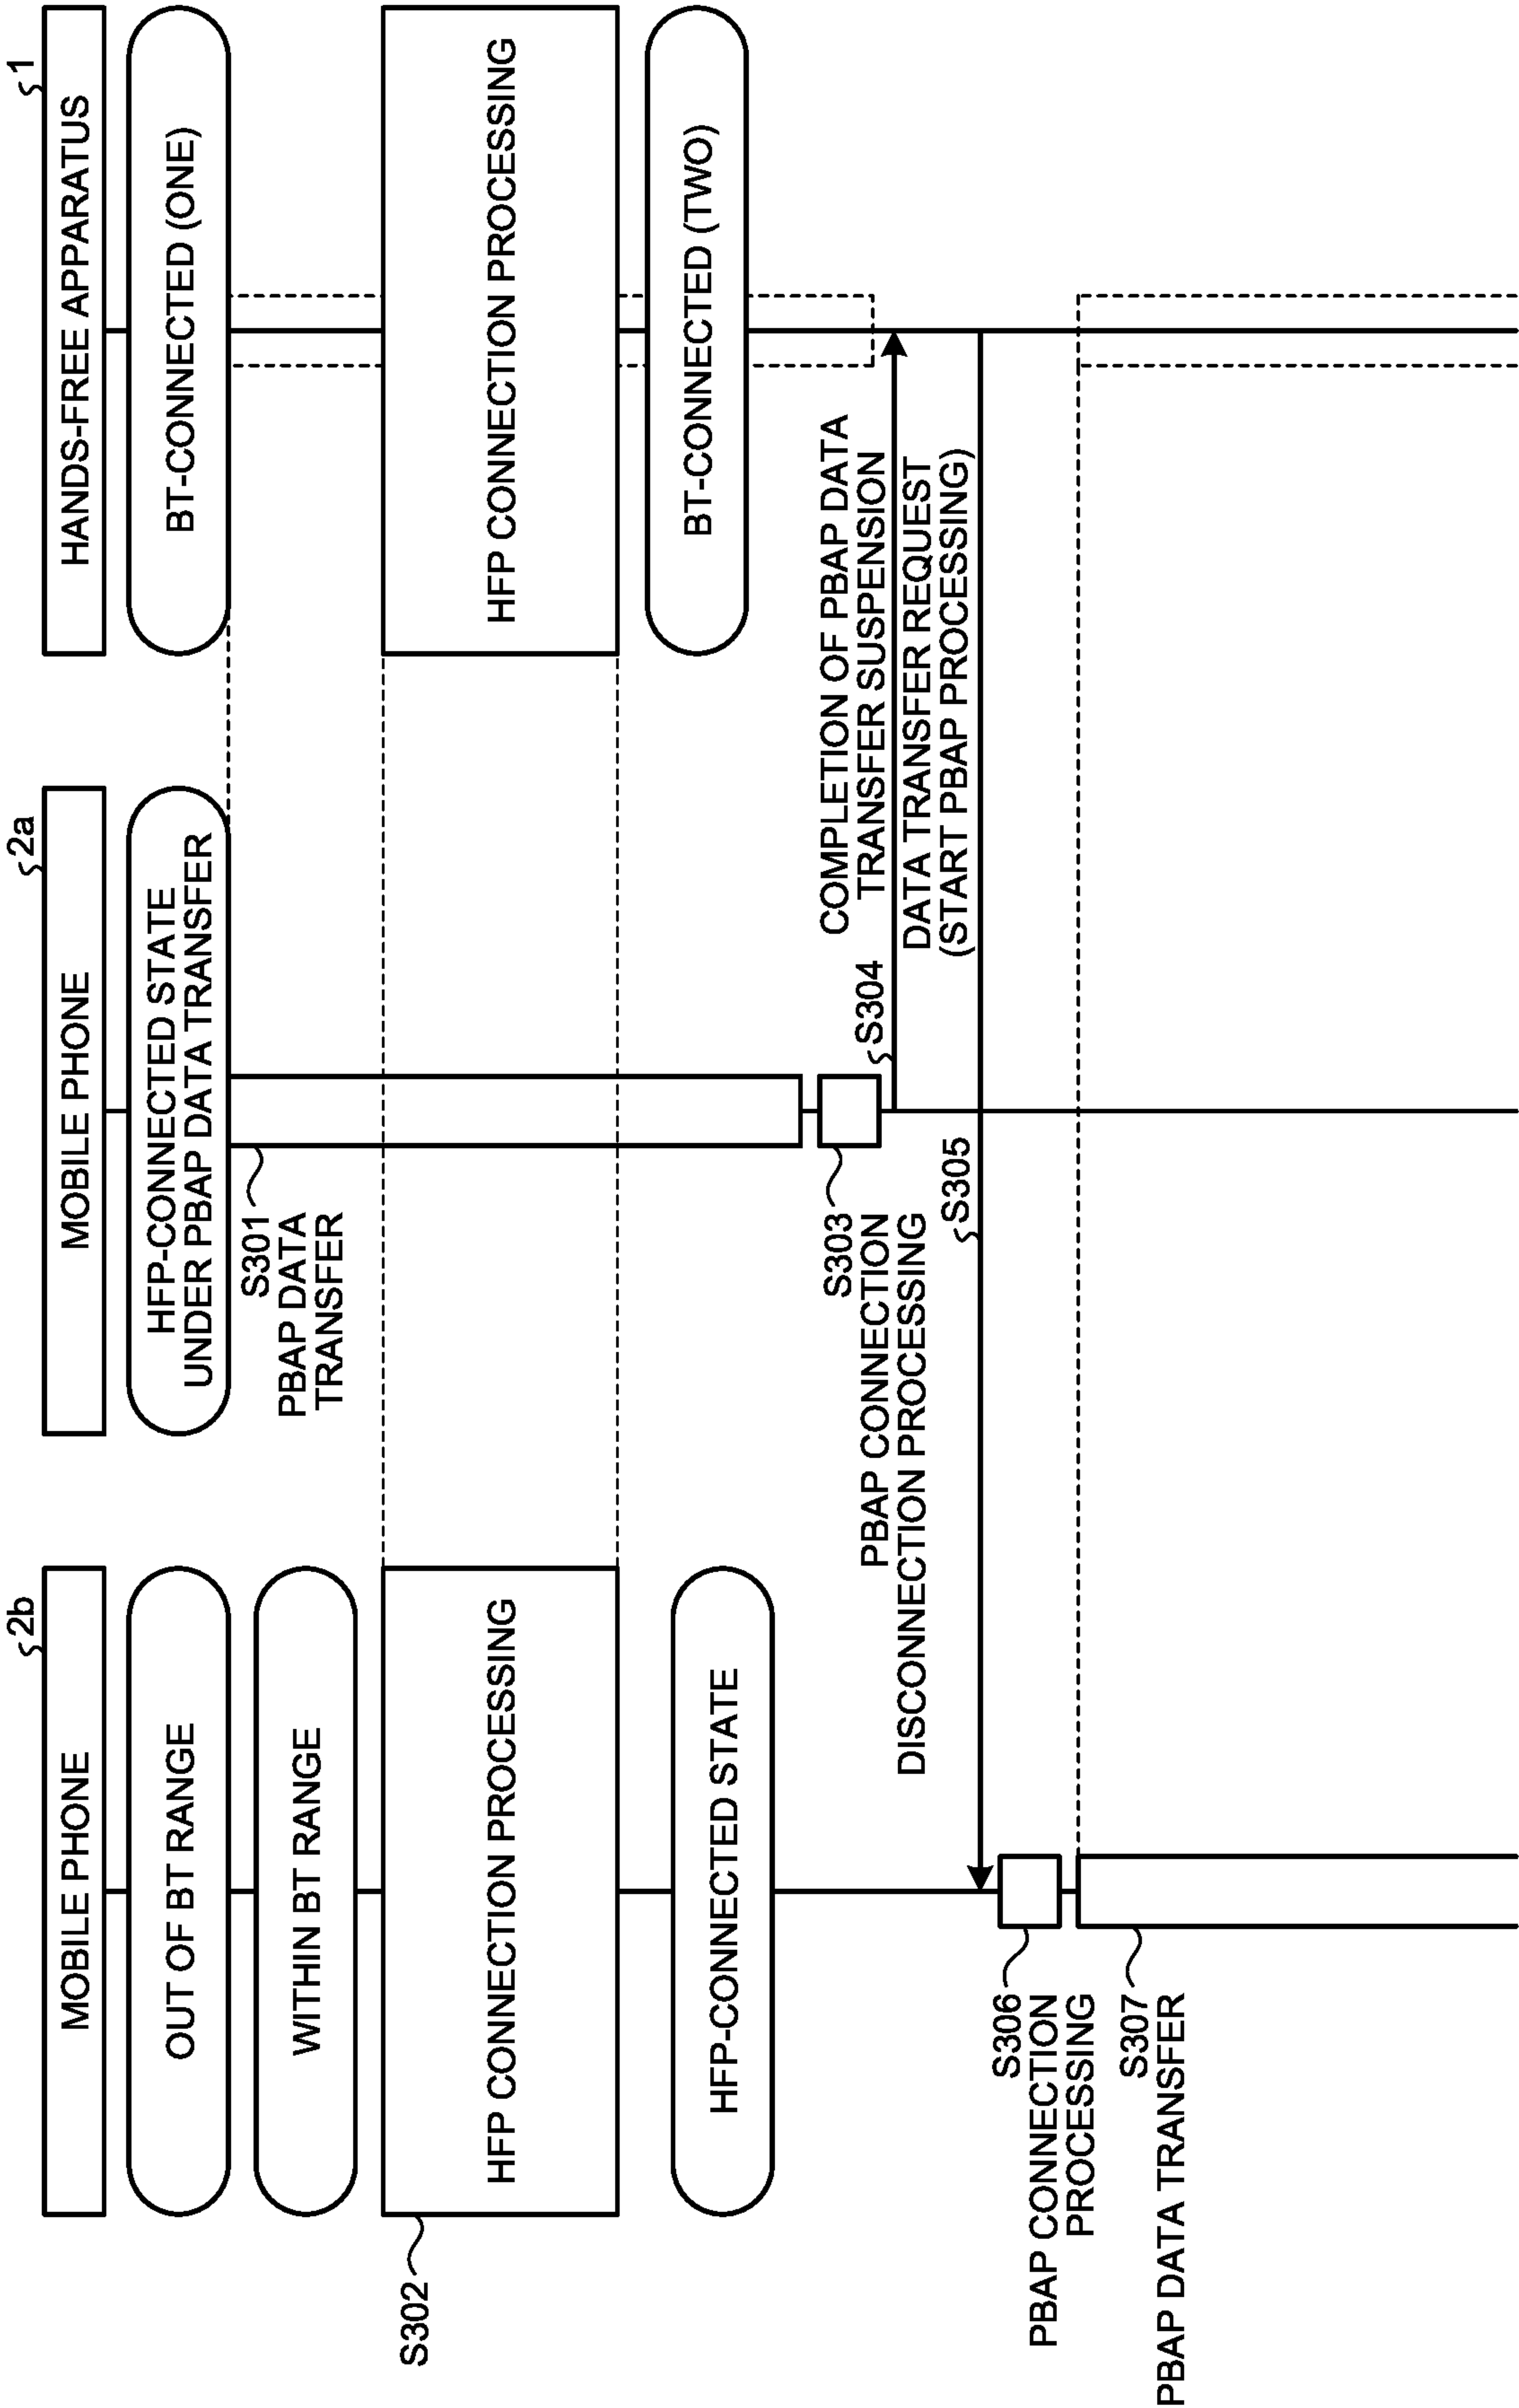 2b
MOBILE PHONE
OUT OF BT RANGE
WITHIN BT RANGE
HFP CONNECTION PROCESSING
S302
HFP-CONNECTED STATE
S306
PBAP CONNECTION
PROCESSING
S307
PBAP DATA TRANSFER
2a
MOBILE PHONE
HFP-CONNECTED STATE
UNDER PBAP DATA TRANSFER
S301
PBAP DATA
TRANSFER
S303
PBAP CONNECTION
DISCONNECTION PROCESSING
S304
COMPLETION OF PBAP DATA
TRANSFER SUSPENSION
DATA TRANSFER REQUEST
(START PBAP PROCESSING)
S305
1
HANDS-FREE APPARATUS
BT-CONNECTED (ONE)
HFP CONNECTION PROCESSING
BT-CONNECTED (TWO)